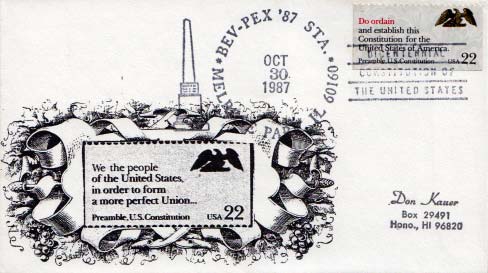 BEV-PEX '87 STA.
OCT
30
1987
09109
Do ordain
and establish this
Constitution for the
United States of America.
Preamble, U.S. Constitution USA 22
BICENTENNIAL
CONSTITUTION OF
THE UNITED STATES
We the people
of the United States,
in order to form
a more perfect Union...
Preamble, U.S. Constitution USA 22
Don Kauer
Box 29491
Hono., HI 96820